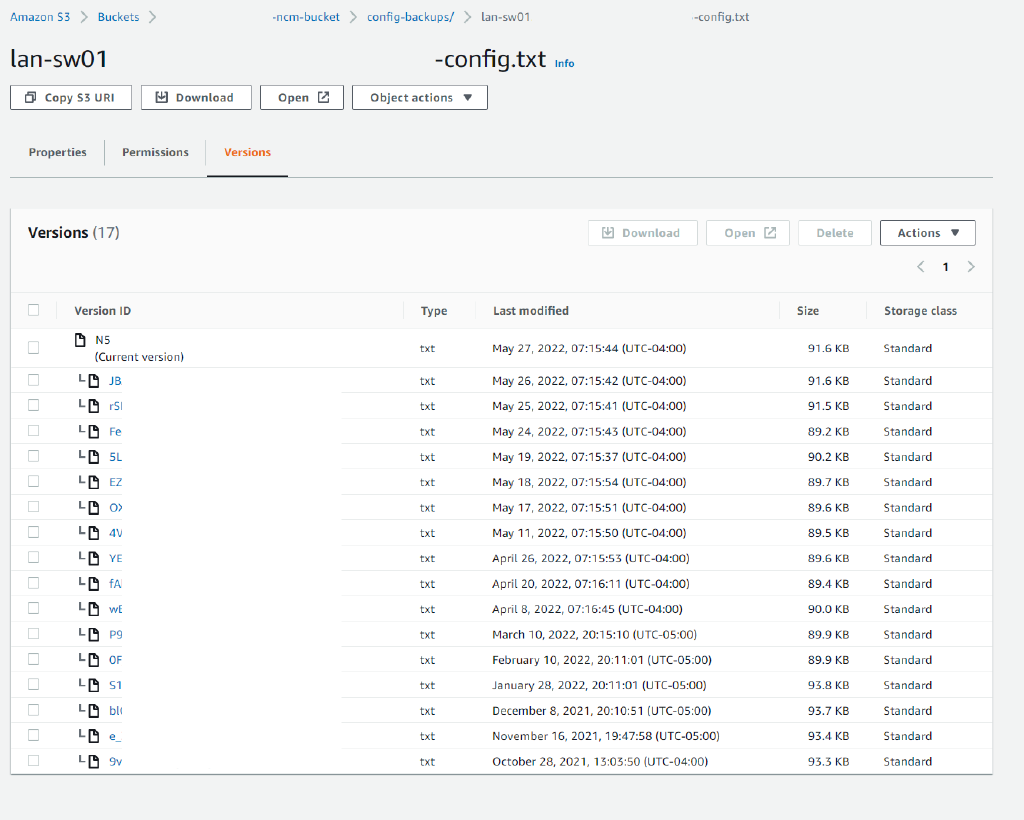 Amazon S3 > Buckets > -ncm-bucket > config-backups/ > lan-sw01 -config.txt
lan-sw01 -config.txt Info
Copy S3 URI Download Open Object actions
Properties Permissions Versions
Versions (17) Download Open Delete Actions
1
Version ID Type Last modified Size Storage class
N5
(Current version) txt May 27, 2022, 07:15:44 (UTC-04:00) 91.6 KB Standard
JB txt May 26, 2022, 07:15:42 (UTC-04:00) 91.6 KB Standard
txt May 25, 2022, 07:15:41 (UTC-04:00) 91.5 KB Standard
Fe txt May 24, 2022, 07:15:43 (UTC-04:00) 89.2 KB Standard
5L txt May 19, 2022, 07:15:37 (UTC-04:00) 90.2 KB Standard
EZ txt May 18, 2022, 07:15:54 (UTC-04:00) 89.7 KB Standard
OX txt May 17, 2022, 07:15:51 (UTC-04:00) 89.6 KB Standard
4V txt May 11, 2022, 07:15:50 (UTC-04:00) 89.5 KB Standard
YE txt April 26, 2022, 07:15:53 (UTC-04:00) 89.6 KB Standard
fA txt April 20, 2022, 07:16:11 (UTC-04:00) 89.4 KB Standard
wE txt April 8, 2022, 07:16:45 (UTC-04:00) 90.0 KB Standard
P9 txt March 10, 2022, 20:15:10 (UTC-05:00) 89.9 KB Standard
0F txt February 10, 2022, 20:11:01 (UTC-05:00) 89.9 KB Standard
S1 txt January 28, 2022, 20:11:01 (UTC-05:00) 93.8 KB Standard
txt December 8, 2021, 20:10:51 (UTC-05:00) 93.7 KB Standard
e_ txt November 16, 2021, 19:47:58 (UTC-05:00) 93.4 KB Standard
9v txt October 28, 2021, 13:03:50 (UTC-04:00) 93.3 KB Standard